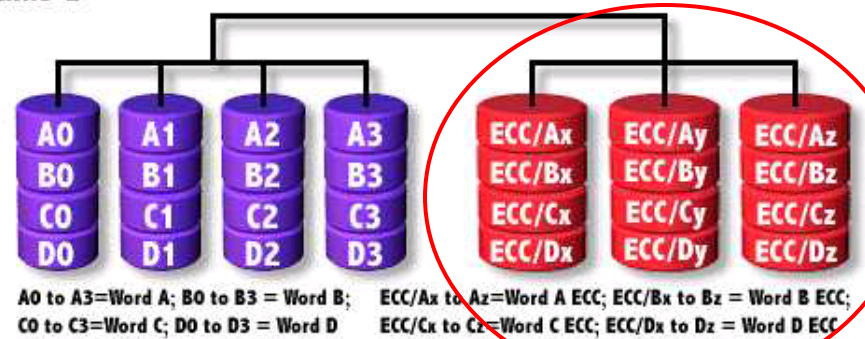 A0 A1 A2 A3 ECC/Ax ECC/Ay ECC/Az
B0 B1 B2 B3 ECC/Bx ECC/By ECC/Bz
C0 C1 C2 C3 ECC/Cx ECC/Cy ECC/Cz
D0 D1 D2 D3 ECC/Dx ECC/Dy ECC/Dz
A0 to A3=Word A; B0 to B3 = Word B; ECC/Ax to Az=Word A ECC; ECC/Bx to Bz = Word B ECC;
C0 to C3=Word C; D0 to D3 = Word D ECC/Cx to Cz=Word C ECC; ECC/Dx to Dz = Word D ECC